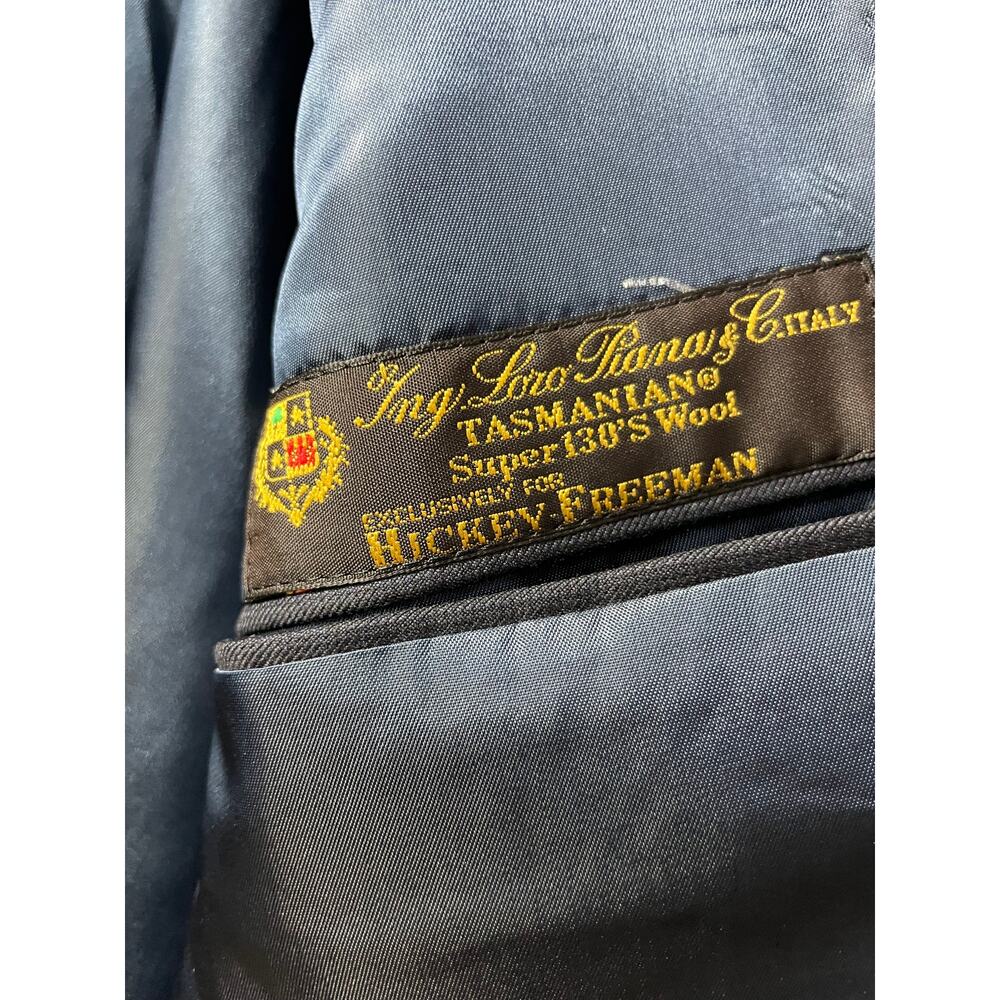 Ing Loro Piana & C. ITALY
TASMANIAN®
Super 130'S Wool
EXCLUSIVELY FOR
HICKEY-FREEMAN